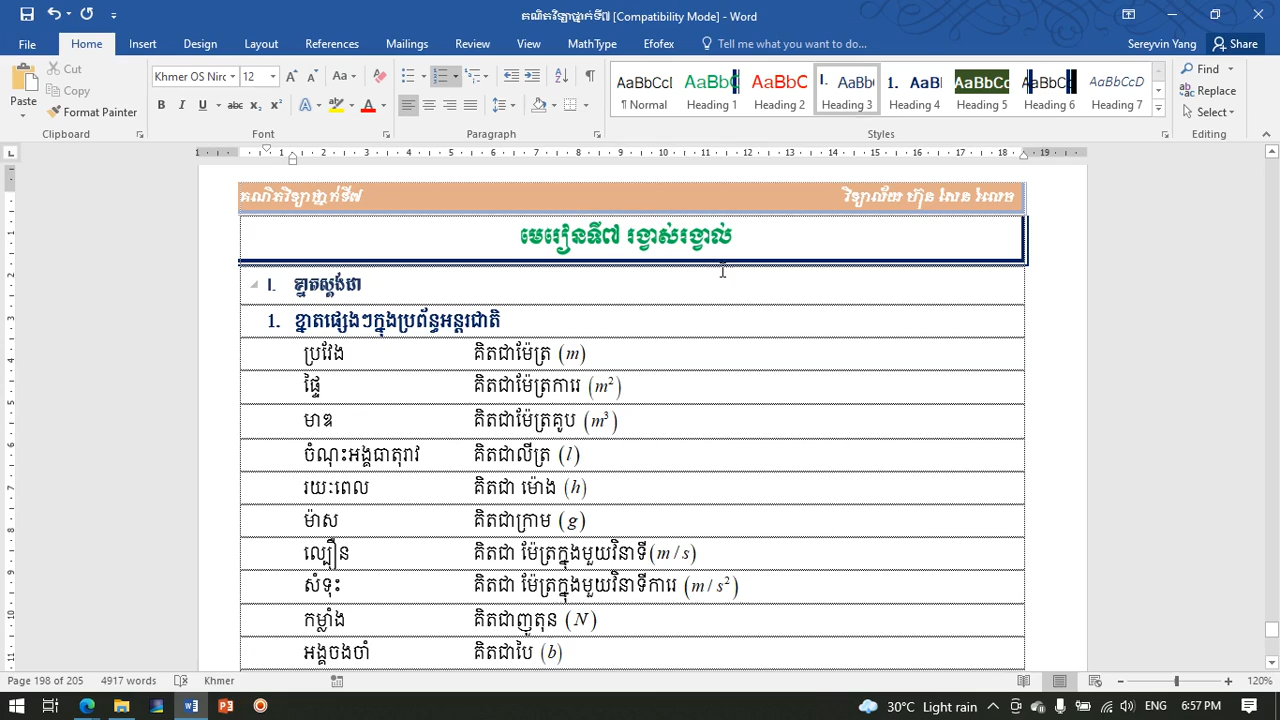 គណិតវិទ្យាថ្នាក់ទី៧ [Compatibility Mode] - Word
File Home Insert Design Layout References Mailings Review View MathType Efofex Tell me what you want to do... Sereyvin Yang Share
Paste Cut Copy Format Painter
Khmer OS Niro 12
AaBbCcI AaBbC AaBbC I. AaBb 1. AaB AaBbCc AaBbCc AaBbCcD
¶ Normal Heading 1 Heading 2 Heading 3 Heading 4 Heading 5 Heading 6 Heading 7
Find Replace Select
Clipboard Font Paragraph Styles Editing
គណិតវិទ្យាថ្នាក់ទី៧ វិទ្យាល័យ ហ៊ុន សែន
មេរៀនទី៧ រង្វាស់រង្វាល់
I. ខ្នាតស្តង់ដា
1. ខ្នាតផ្សេងៗក្នុងប្រព័ន្ធអន្តរជាតិ
ប្រវែង គិតជាម៉ែត្រ (m)
ផ្ទៃ គិតជាម៉ែត្រការេ (m²)
មាឌ គិតជាម៉ែត្រគូប (m³)
ចំណុះអង្គធាតុរាវ គិតជាលីត្រ (l)
រយៈពេល គិតជា ម៉ោង (h)
ម៉ាស គិតជាក្រាម (g)
ល្បឿន គិតជា ម៉ែត្រក្នុងមួយវិនាទី(m/s)
សំទុះ គិតជា ម៉ែត្រក្នុងមួយវិនាទីការេ (m/s²)
កម្លាំង គិតជាញូតុន (N)
អង្គចងចាំ គិតជាបៃ (b)
Page 198 of 205 4917 words Khmer 120%
30°C Light rain ENG 6:57 PM